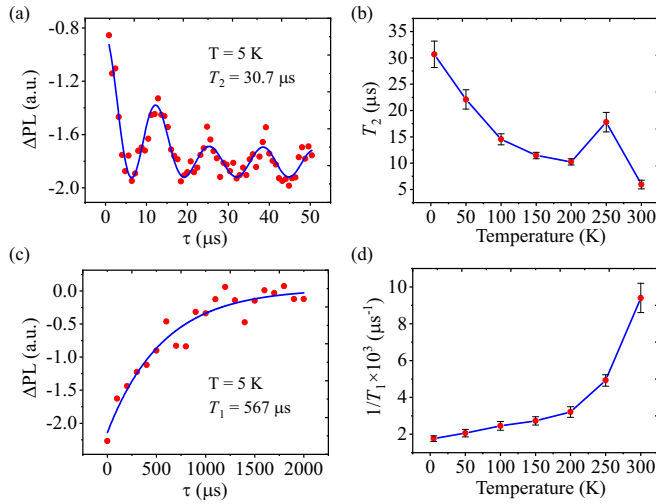 (a)
-0.8
-1.2
-1.6
-2.0
ΔPL (a.u.)
T = 5 K
T₂ = 30.7 μs
0 10 20 30 40 50
τ (μs)
(b)
35
30
25
20
15
10
5
T₂ (μs)
0 50 100 150 200 250 300
Temperature (K)
(c)
0.0
-0.5
-1.0
-1.5
-2.0
ΔPL (a.u.)
T = 5 K
T₁ = 567 μs
0 500 1000 1500 2000
τ (μs)
(d)
10
8
6
4
2
1/T₁×10³ (μs⁻¹)
0 50 100 150 200 250 300
Temperature (K)